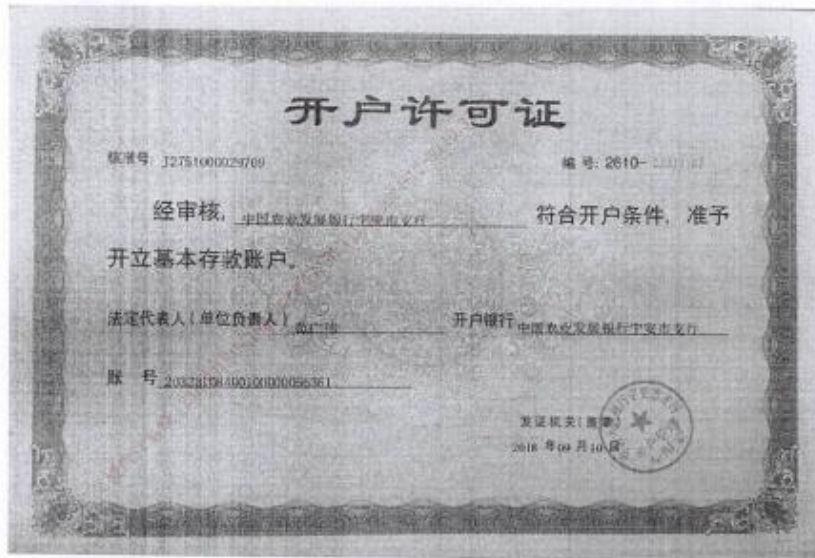 开户许可证
核准号: J2751000029709 编 号: 2610-
经审核, 中国农业发展银行宁安市支行 符合开户条件, 准予
开立基本存款账户。
法定代表人(单位负责人) 开户银行 中国农业发展银行宁安市支行
账 号
发证机关(盖章)
2018 年09 月10 日